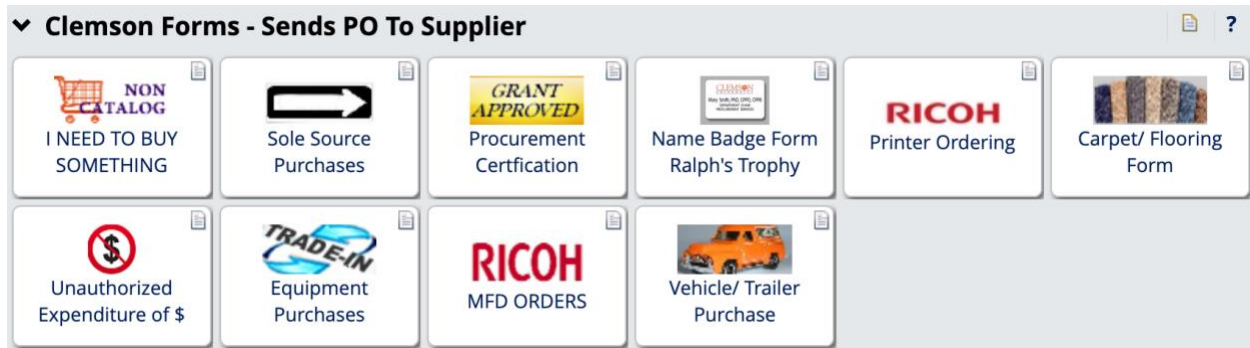 Clemson Forms - Sends PO To Supplier
?
NON
CATALOG
I NEED TO BUY
SOMETHING
Sole Source
Purchases
GRANT
APPROVED
Procurement
Certfication
CLEMSON
Name Badge Form
Ralph's Trophy
RICOH
Printer Ordering
Carpet/ Flooring
Form
$
Unauthorized
Expenditure of $
TRADE-IN
Equipment
Purchases
RICOH
MFD ORDERS
Vehicle/ Trailer
Purchase